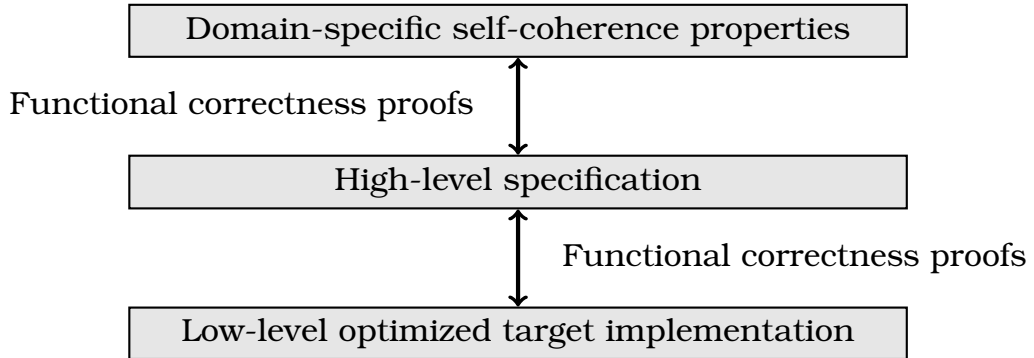 Domain-specific self-coherence properties
Functional correctness proofs
High-level specification
Functional correctness proofs
Low-level optimized target implementation